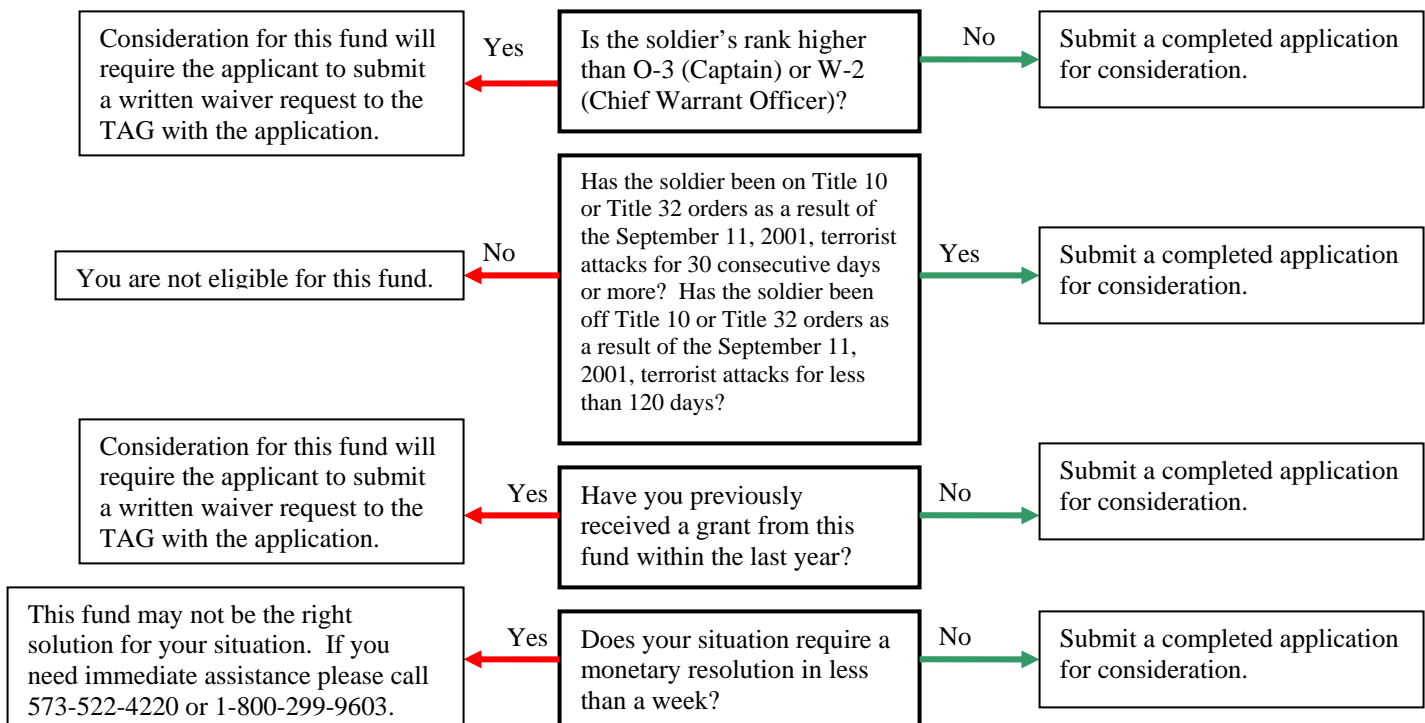 Consideration for this fund will
require the applicant to submit
a written waiver request to the
TAG with the application.
Yes
Is the soldier’s rank higher
than O-3 (Captain) or W-2
(Chief Warrant Officer)?
No
Submit a completed application
for consideration.
You are not eligible for this fund.
No
Has the soldier been on Title 10
or Title 32 orders as a result of
the September 11, 2001, terrorist
attacks for 30 consecutive days
or more?  Has the soldier been
off Title 10 or Title 32 orders as
a result of the September 11,
2001, terrorist attacks for less
than 120 days?
Yes
Submit a completed application
for consideration.
Consideration for this fund will
require the applicant to submit
a written waiver request to the
TAG with the application.
Yes
Have you previously
received a grant from this
fund within the last year?
No
Submit a completed application
for consideration.
This fund may not be the right
solution for your situation.  If you
need immediate assistance please call
573-522-4220 or 1-800-299-9603.
Yes
Does your situation require a
monetary resolution in less
than a week?
No
Submit a completed application
for consideration.